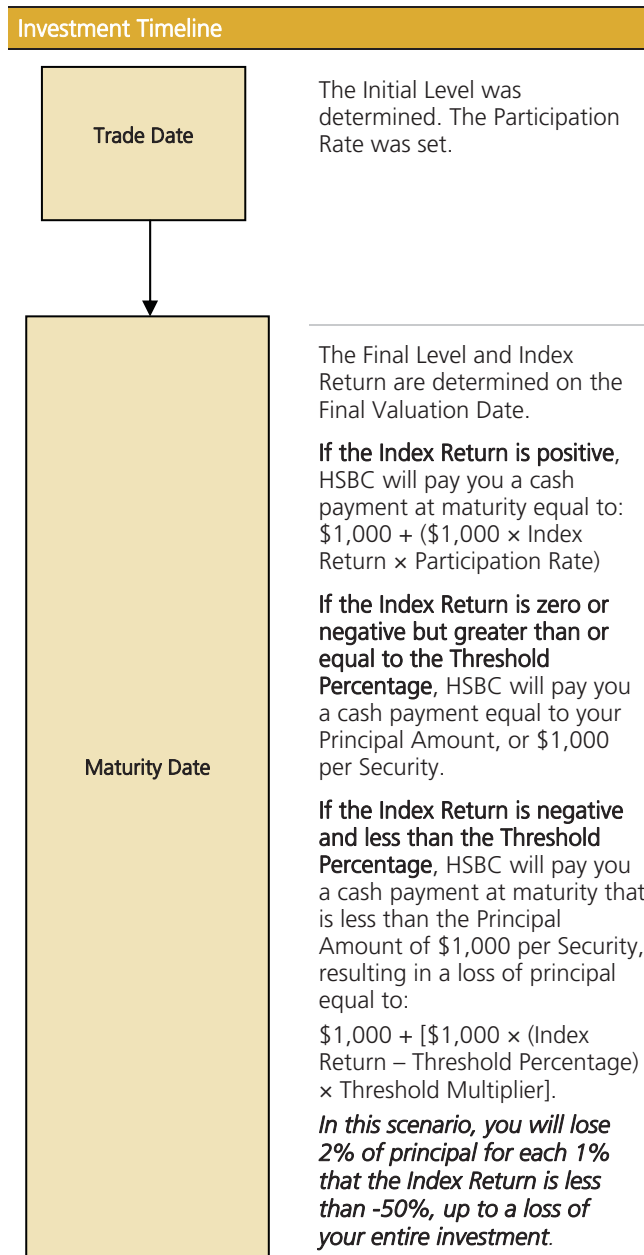 Investment Timeline
Trade Date
The Initial Level was
determined. The Participation
Rate was set.
Maturity Date
The Final Level and Index
Return are determined on the
Final Valuation Date.
If the Index Return is positive,
HSBC will pay you a cash
payment at maturity equal to:
$1,000 + ($1,000 × Index
Return × Participation Rate)
If the Index Return is zero or
negative but greater than or
equal to the Threshold
Percentage, HSBC will pay you
a cash payment equal to your
Principal Amount, or $1,000
per Security.
If the Index Return is negative
and less than the Threshold
Percentage, HSBC will pay you
a cash payment at maturity that
is less than the Principal
Amount of $1,000 per Security,
resulting in a loss of principal
equal to:
$1,000 + [$1,000 × (Index
Return – Threshold Percentage)
× Threshold Multiplier].
In this scenario, you will lose
2% of principal for each 1%
that the Index Return is less
than -50%, up to a loss of
your entire investment.